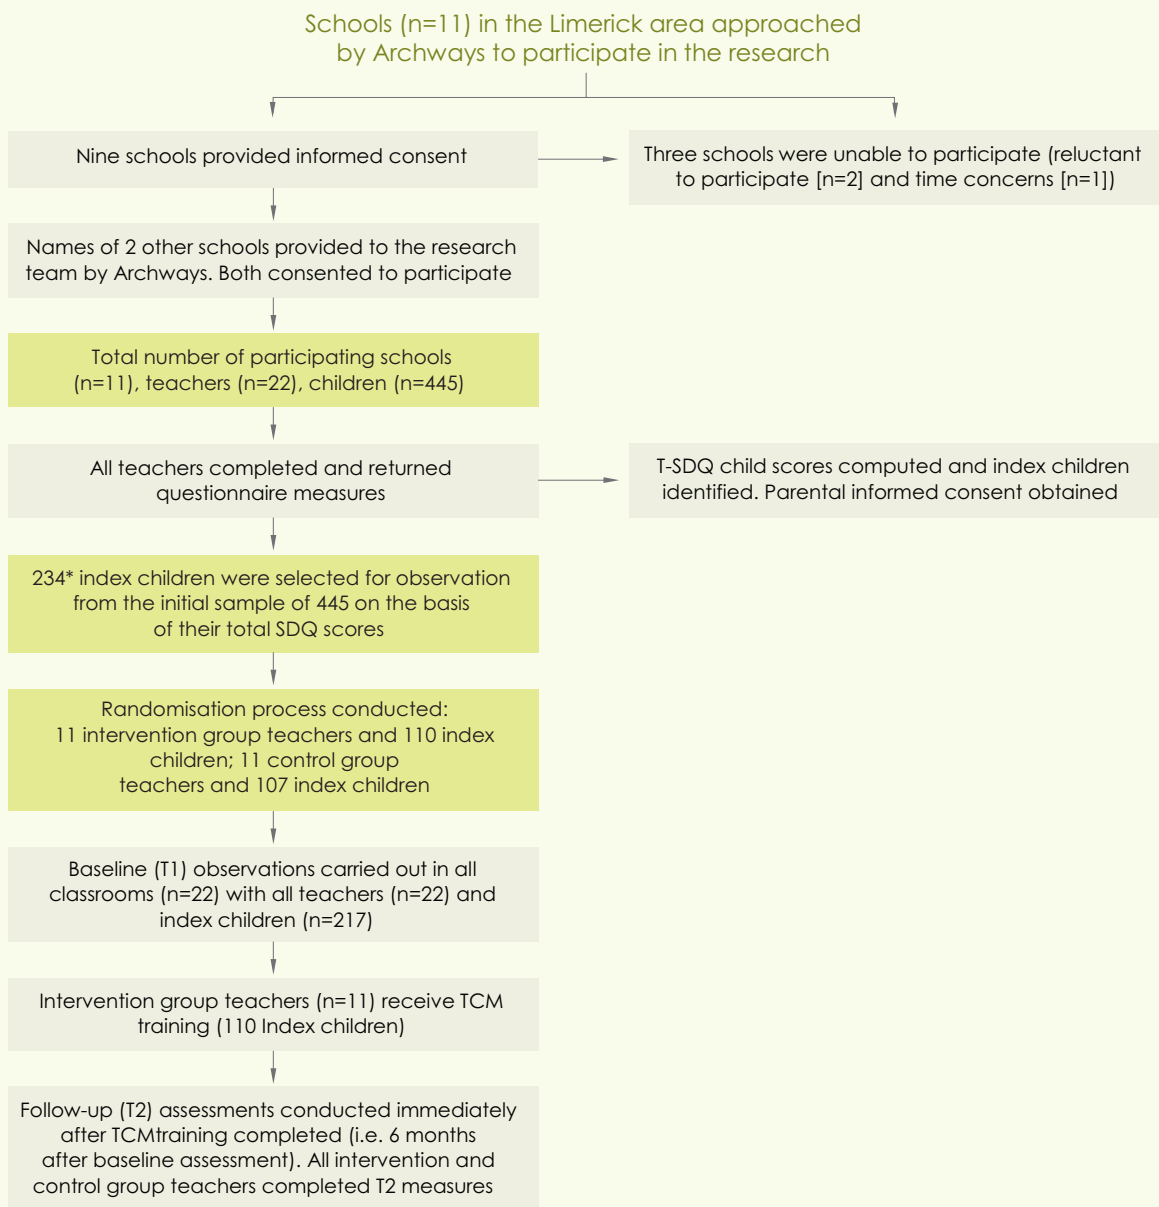 Schools (n=11) in the Limerick area approached
by Archways to participate in the research
Nine schools provided informed consent
Three schools were unable to participate (reluctant
to participate [n=2] and time concerns [n=1])
Names of 2 other schools provided to the research
team by Archways. Both consented to participate
Total number of participating schools
(n=11), teachers (n=22), children (n=445)
All teachers completed and returned
questionnaire measures
T-SDQ child scores computed and index children
identified. Parental informed consent obtained
234* index children were selected for observation
from the initial sample of 445 on the basis
of their total SDQ scores
Randomisation process conducted:
11 intervention group teachers and 110 index
children; 11 control group
teachers and 107 index children
Baseline (T1) observations carried out in all
classrooms (n=22) with all teachers (n=22) and
index children (n=217)
Intervention group teachers (n=11) receive TCM
training (110 Index children)
Follow-up (T2) assessments conducted immediately
after TCMtraining completed (i.e. 6 months
after baseline assessment). All intervention and
control group teachers completed T2 measures